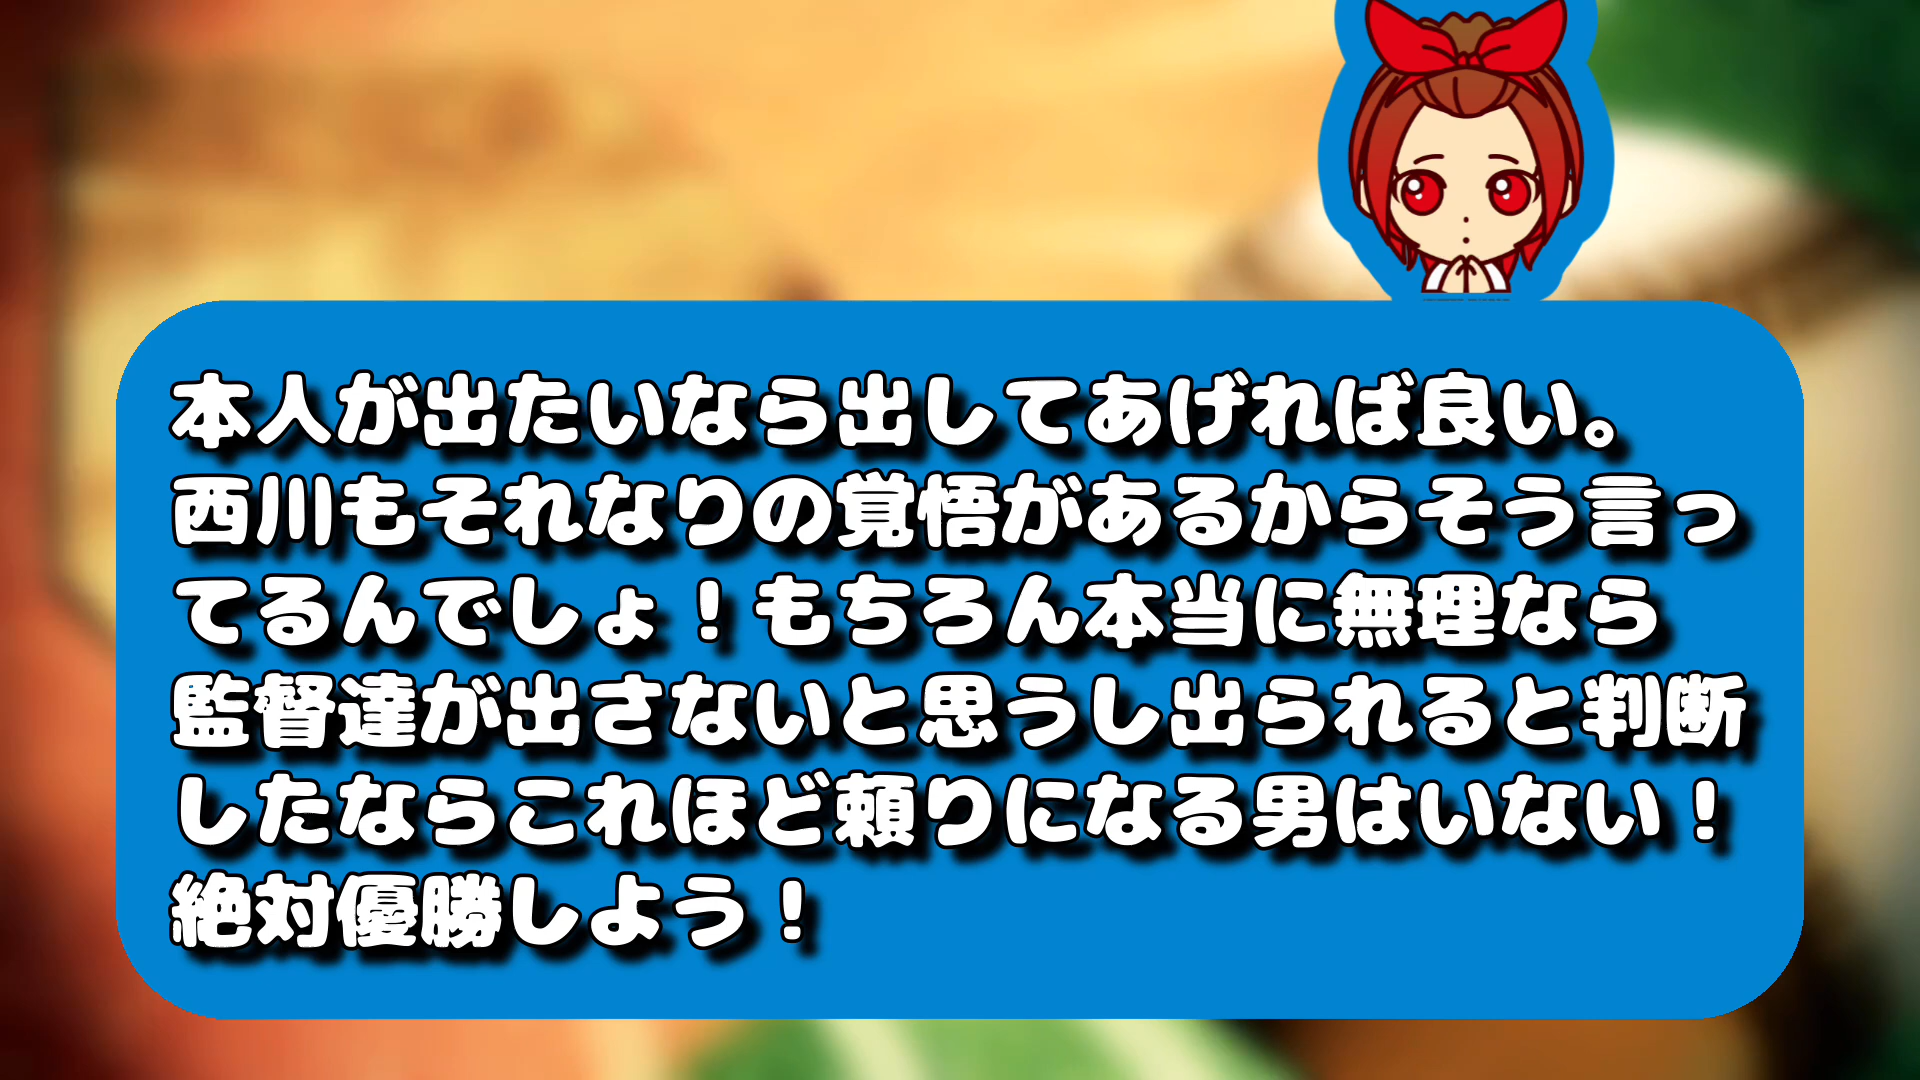 本人が出たいなら出してあげれば良い。
西川もそれなりの覚悟があるからそう言っ
てるんでしょ！もちろん本当に無理なら
監督達が出さないと思うし出られると判断
したならこれほど頼りになる男はいない！
絶対優勝しよう！